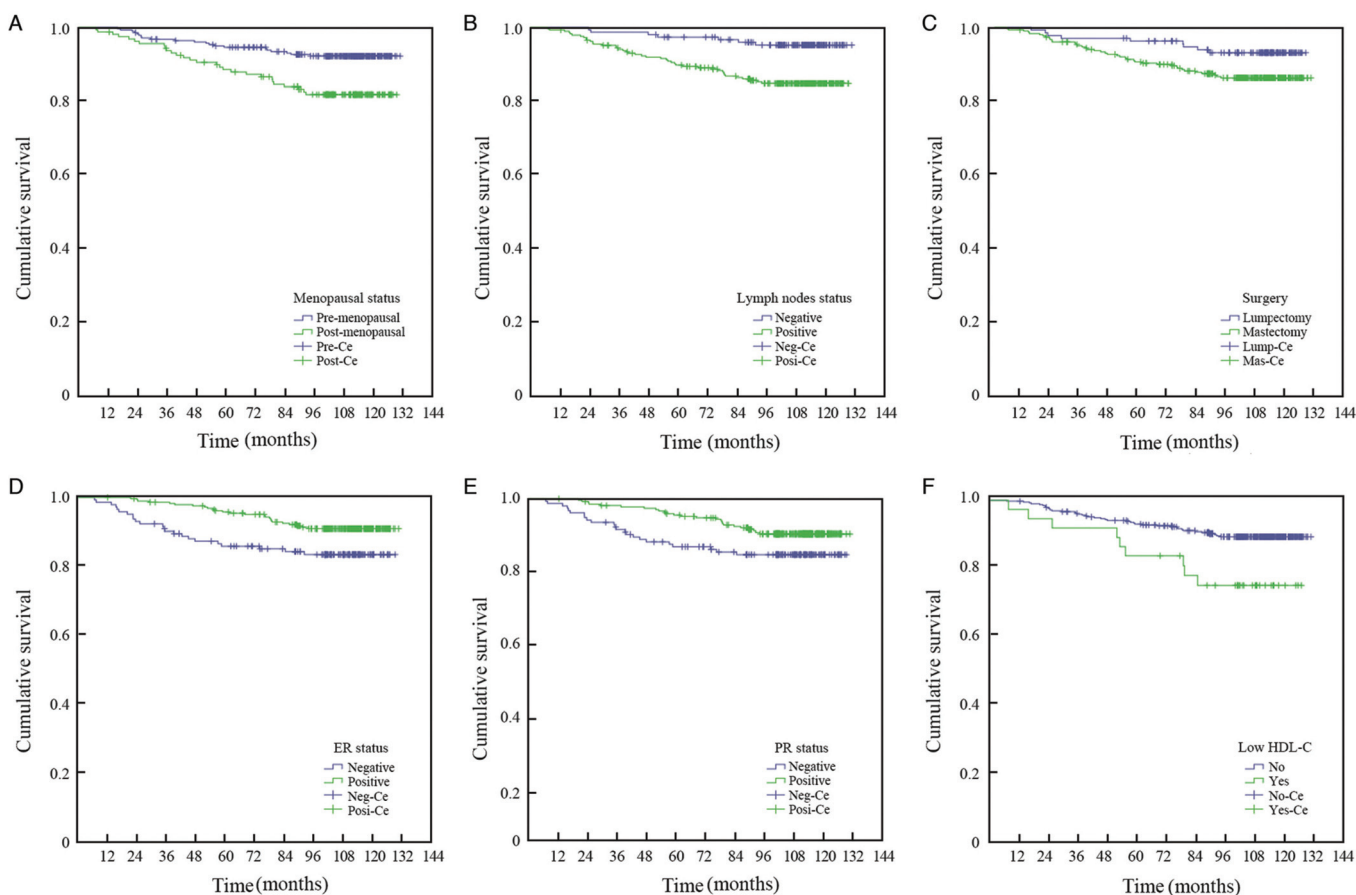 A
Cumulative survival
1.0
0.8
0.6
0.4
0.2
0
Menopausal status
Pre-menopausal
Post-menopausal
Pre-Ce
Post-Ce
12 24 36 48 60 72 84 96 108 120 132 144
Time (months)
B
Cumulative survival
1.0
0.8
0.6
0.4
0.2
0
Lymph nodes status
Negative
Positive
Neg-Ce
Posi-Ce
12 24 36 48 60 72 84 96 108 120 132 144
Time (months)
C
Cumulative survival
1.0
0.8
0.6
0.4
0.2
0
Surgery
Lumpectomy
Mastectomy
Lump-Ce
Mas-Ce
12 24 36 48 60 72 84 96 108 120 132 144
Time (months)
D
Cumulative survival
1.0
0.8
0.6
0.4
0.2
0
ER status
Negative
Positive
Neg-Ce
Posi-Ce
12 24 36 48 60 72 84 96 108 120 132 144
Time (months)
E
Cumulative survival
1.0
0.8
0.6
0.4
0.2
0
PR status
Negative
Positive
Neg-Ce
Posi-Ce
12 24 36 48 60 72 84 96 108 120 132 144
Time (months)
F
Cumulative survival
1.0
0.8
0.6
0.4
0.2
0
Low HDL-C
No
Yes
No-Ce
Yes-Ce
12 24 36 48 60 72 84 96 108 120 132 144
Time (months)